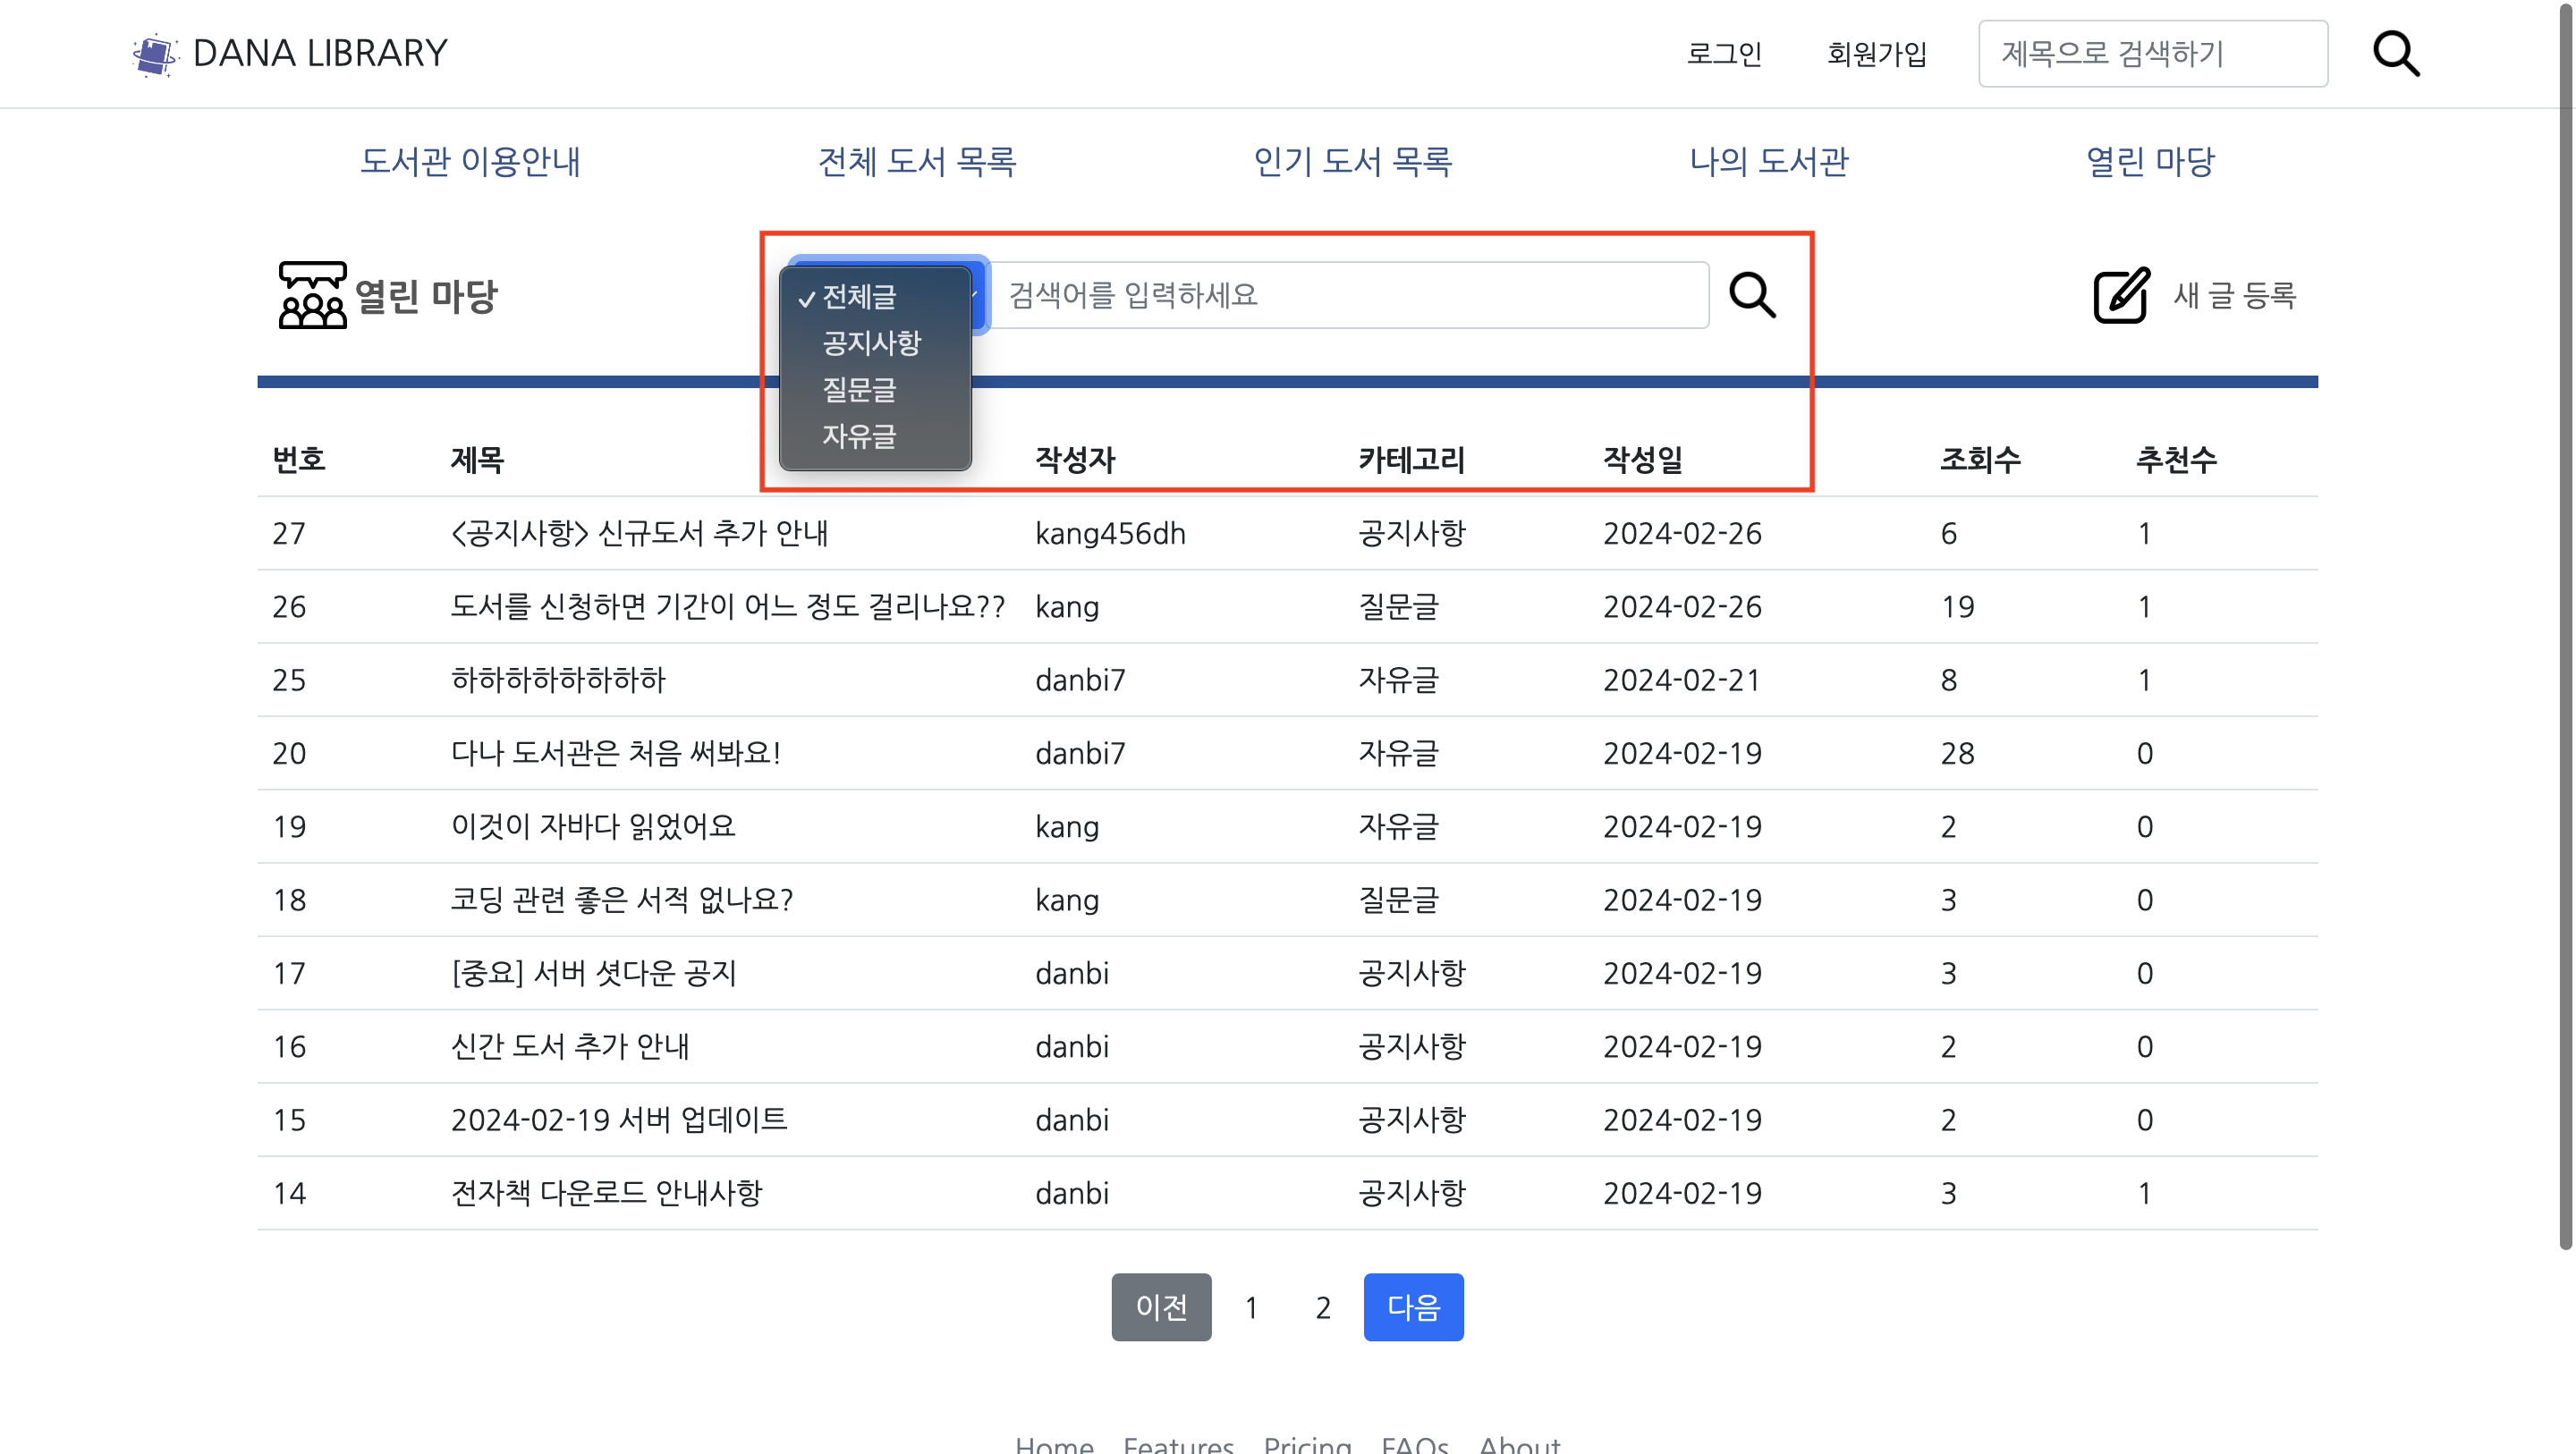 DANA LIBRARY 로그인 회원가입 제목으로 검색하기
도서관 이용안내 전체 도서 목록 인기 도서 목록 나의 도서관 열린 마당
열린 마당 전체글 검색어를 입력하세요 새 글 등록
공지사항
질문글
자유글
번호 제목 작성자 카테고리 작성일 조회수 추천수
27 <공지사항> 신규도서 추가 안내 kang456dh 공지사항 2024-02-26 6 1
26 도서를 신청하면 기간이 어느 정도 걸리나요?? kang 질문글 2024-02-26 19 1
25 하하하하하하하하 danbi7 자유글 2024-02-21 8 1
20 다나 도서관은 처음 써봐요! danbi7 자유글 2024-02-19 28 0
19 이것이 자바다 읽었어요 kang 자유글 2024-02-19 2 0
18 코딩 관련 좋은 서적 없나요? kang 질문글 2024-02-19 3 0
17 [중요] 서버 셧다운 공지 danbi 공지사항 2024-02-19 3 0
16 신간 도서 추가 안내 danbi 공지사항 2024-02-19 2 0
15 2024-02-19 서버 업데이트 danbi 공지사항 2024-02-19 2 0
14 전자책 다운로드 안내사항 danbi 공지사항 2024-02-19 3 1
이전 1 2 다음
Home Features Pricing FAQs About